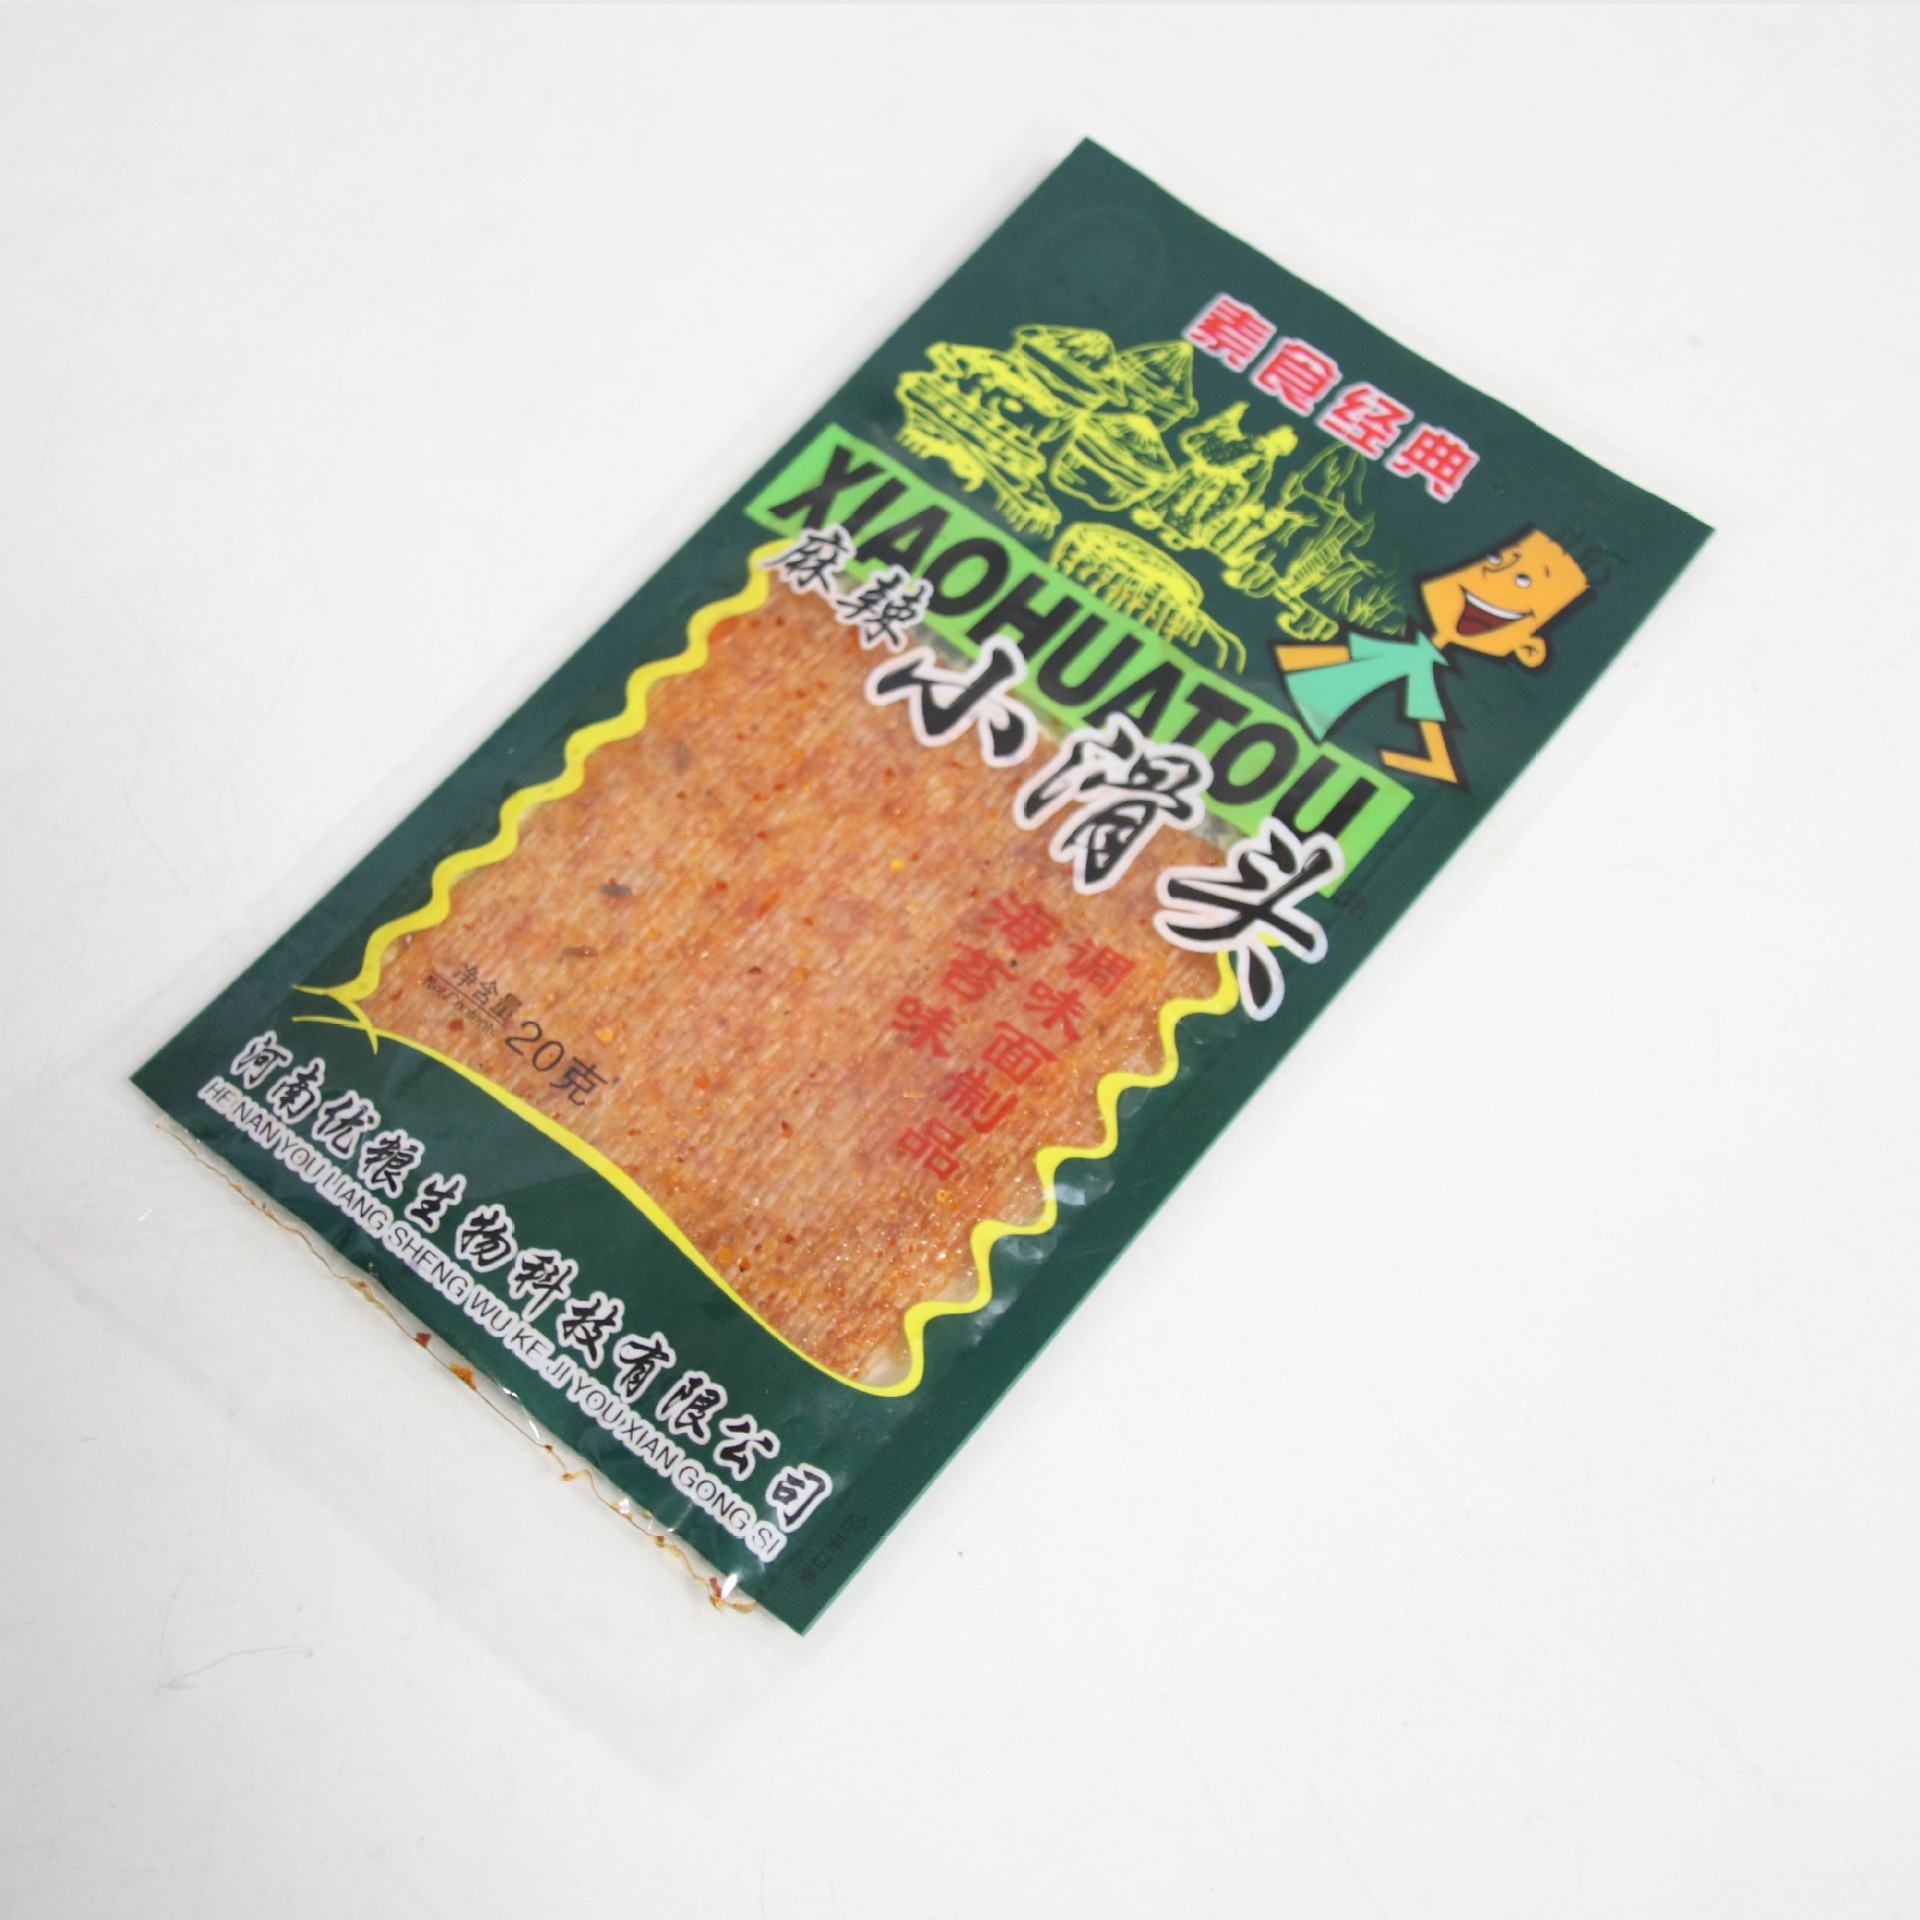 素食经典
XIAOHUATOU
麻辣
小滑头
调味面制品
海苔味
净含量
20克
河南优粮生物科技有限公司
HE NAN YOU LIANG SHENG WU KE JI YOU XIAN GONG SI